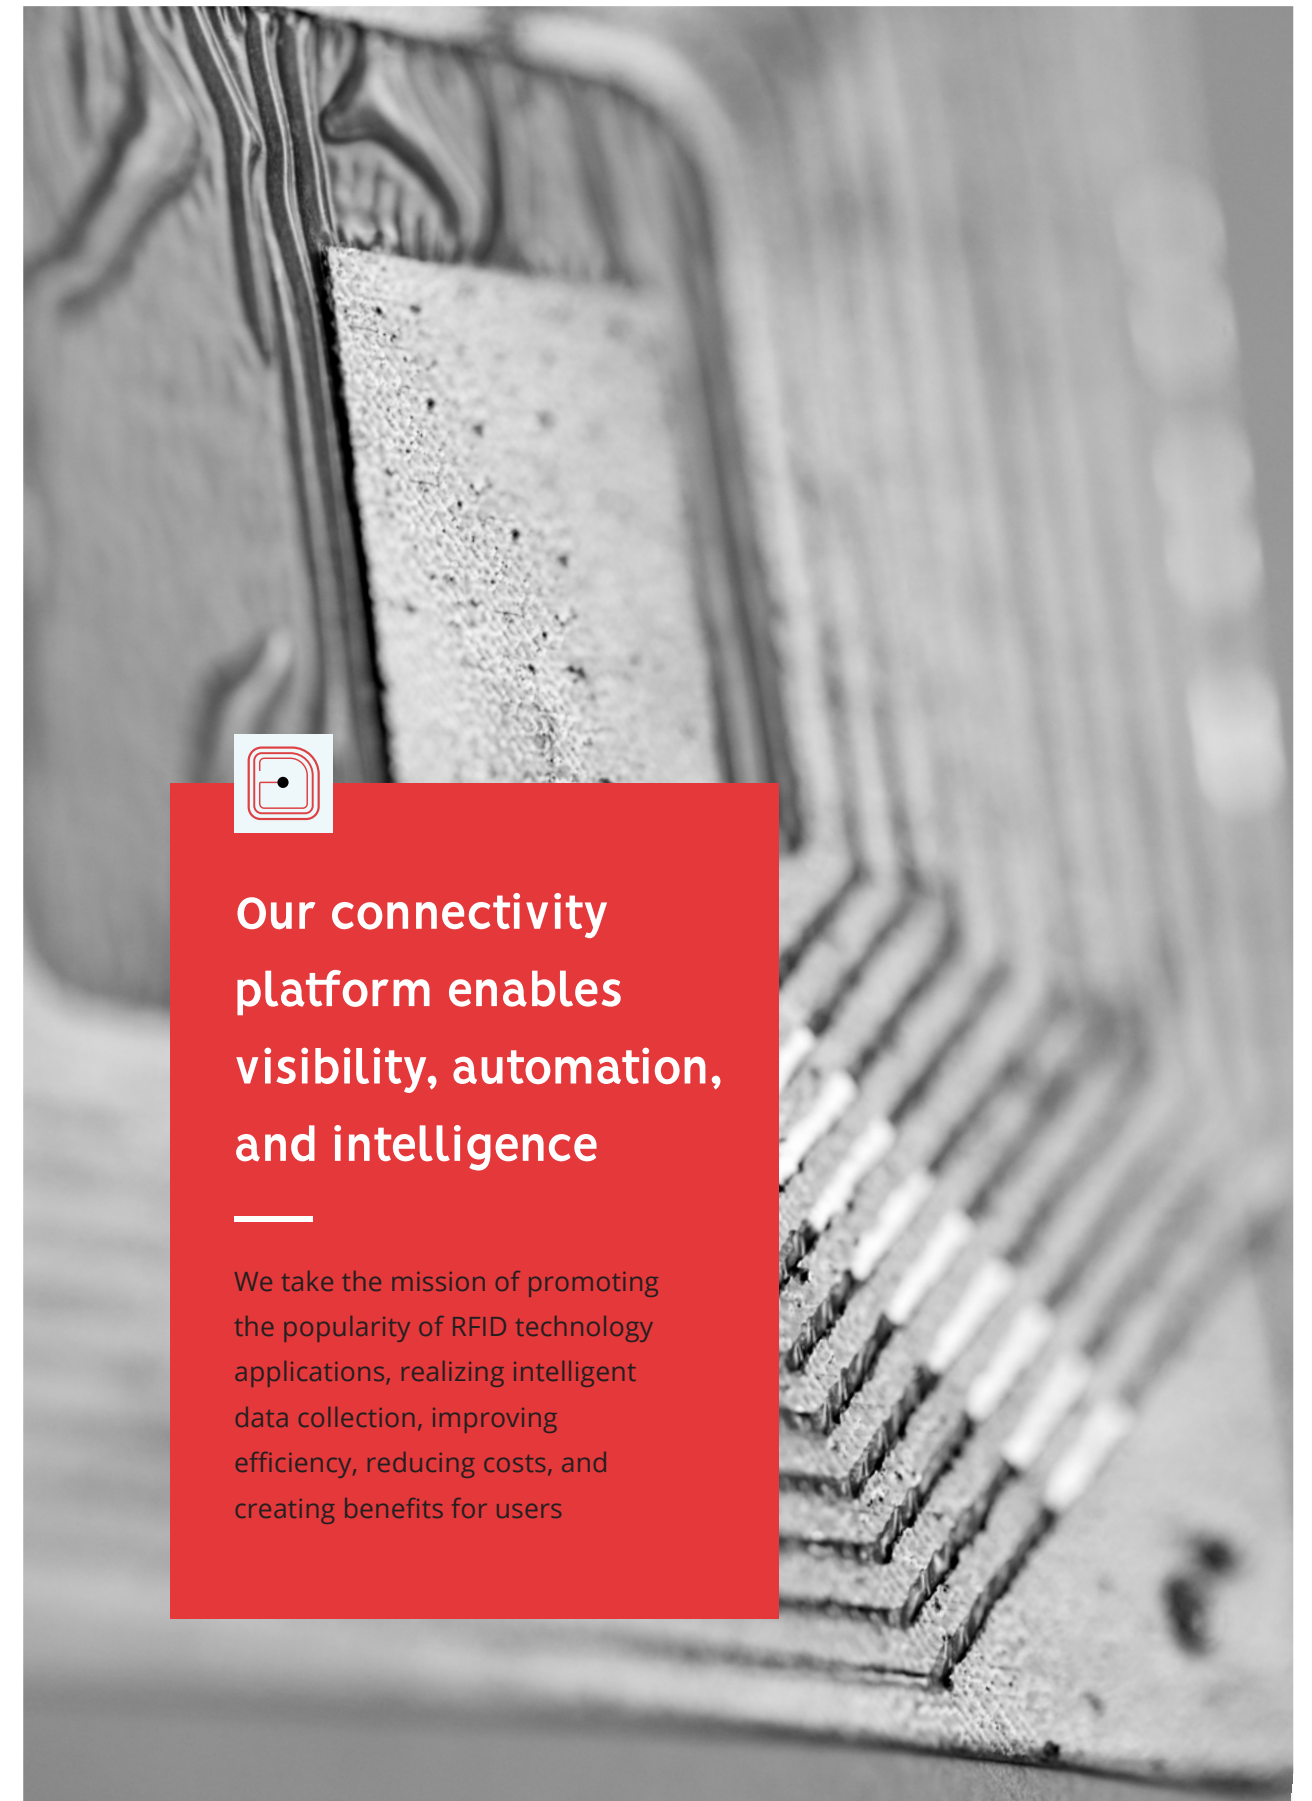 Our connectivity
platform enables
visibility, automation,
and intelligence
We take the mission of promoting
the popularity of RFID technology
applications, realizing intelligent
data collection, improving
efficiency, reducing costs, and
creating benefits for users